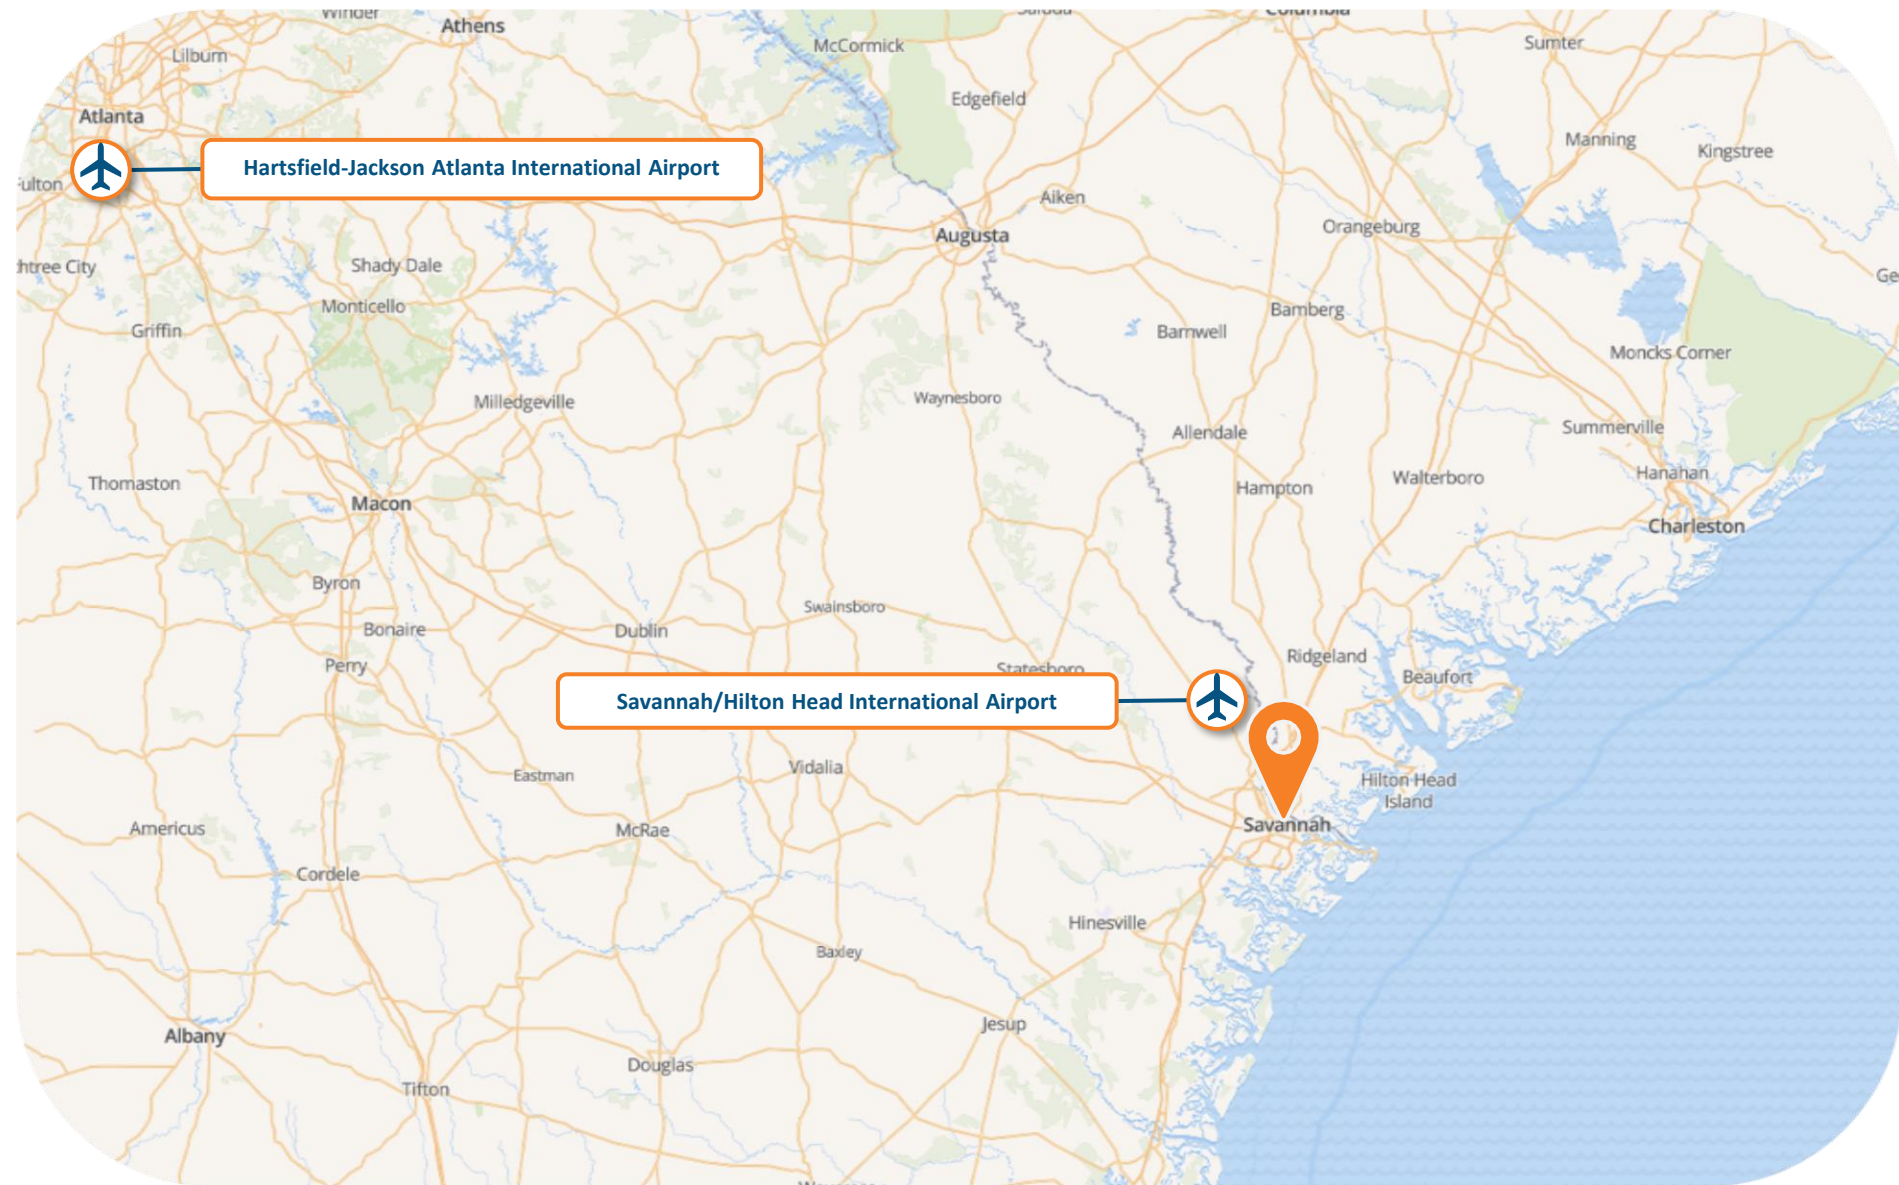 Winder
Athens
Columbia
Lilburn
McCormick
Sumter
Edgefield
Atlanta
Manning
Kingstree
Hartsfield-Jackson Atlanta International Airport
Aiken
Orangeburg
Augusta
Shady Dale
Monticello
Bamberg
Griffin
Barnwell
Moncks Corner
Waynesboro
Milledgeville
Allendale
Summerville
Thomaston
Hampton
Walterboro
Hanahan
Macon
Charleston
Byron
Swainsboro
Bonaire
Dublin
Perry
Statesboro
Ridgeland
Beaufort
Savannah/Hilton Head International Airport
Eastman
Vidalia
Hilton Head
Island
Americus
McRae
Savannah
Cordele
Hinesville
Baxley
Albany
Jesup
Douglas
Tifton